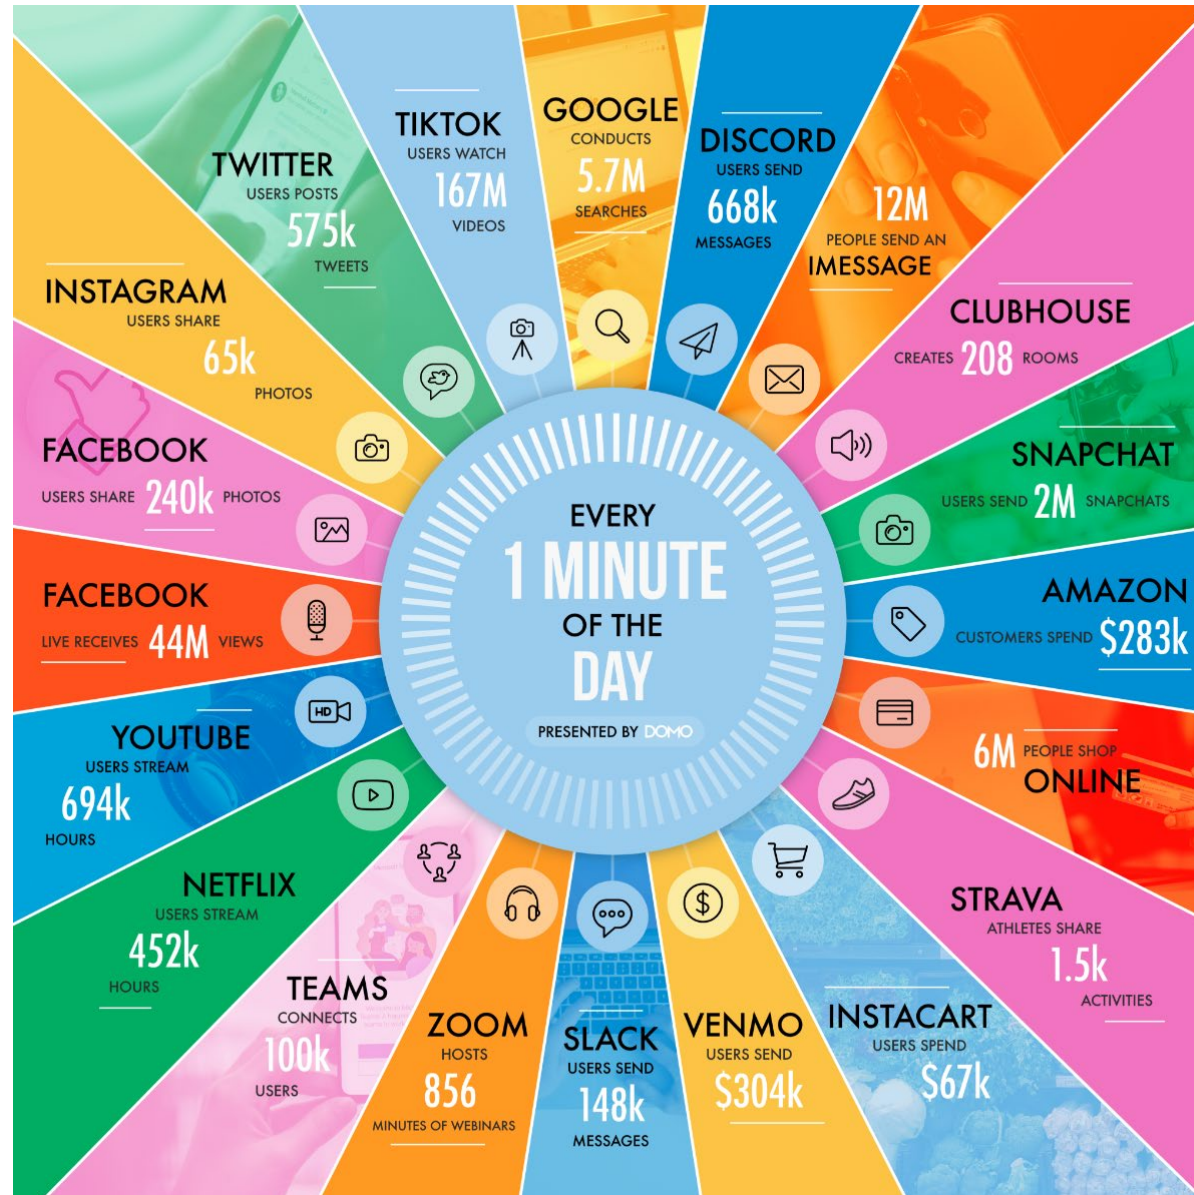 EVERY
1 MINUTE
OF THE
DAY
PRESENTED BY DOMO
GOOGLE
CONDUCTS
5.7M
SEARCHES
DISCORD
USERS SEND
668k
MESSAGES
12M
PEOPLE SEND AN
IMESSAGE
CLUBHOUSE
CREATES 208 ROOMS
SNAPCHAT
USERS SEND 2M SNAPCHATS
AMAZON
CUSTOMERS SPEND $283k
6M PEOPLE SHOP
ONLINE
STRAVA
ATHLETES SHARE
1.5k
ACTIVITIES
INSTACART
USERS SPEND
$67k
VENMO
USERS SEND
$304k
SLACK
USERS SEND
148k
MESSAGES
ZOOM
HOSTS
856
MINUTES OF WEBINARS
TEAMS
CONNECTS
100k
USERS
NETFLIX
USERS STREAM
452k
HOURS
YOUTUBE
USERS STREAM
694k
HOURS
HD
FACEBOOK
LIVE RECEIVES 44M VIEWS
FACEBOOK
USERS SHARE 240k PHOTOS
INSTAGRAM
USERS SHARE
65k
PHOTOS
TWITTER
USERS POSTS
575k
TWEETS
TIKTOK
USERS WATCH
167M
VIDEOS